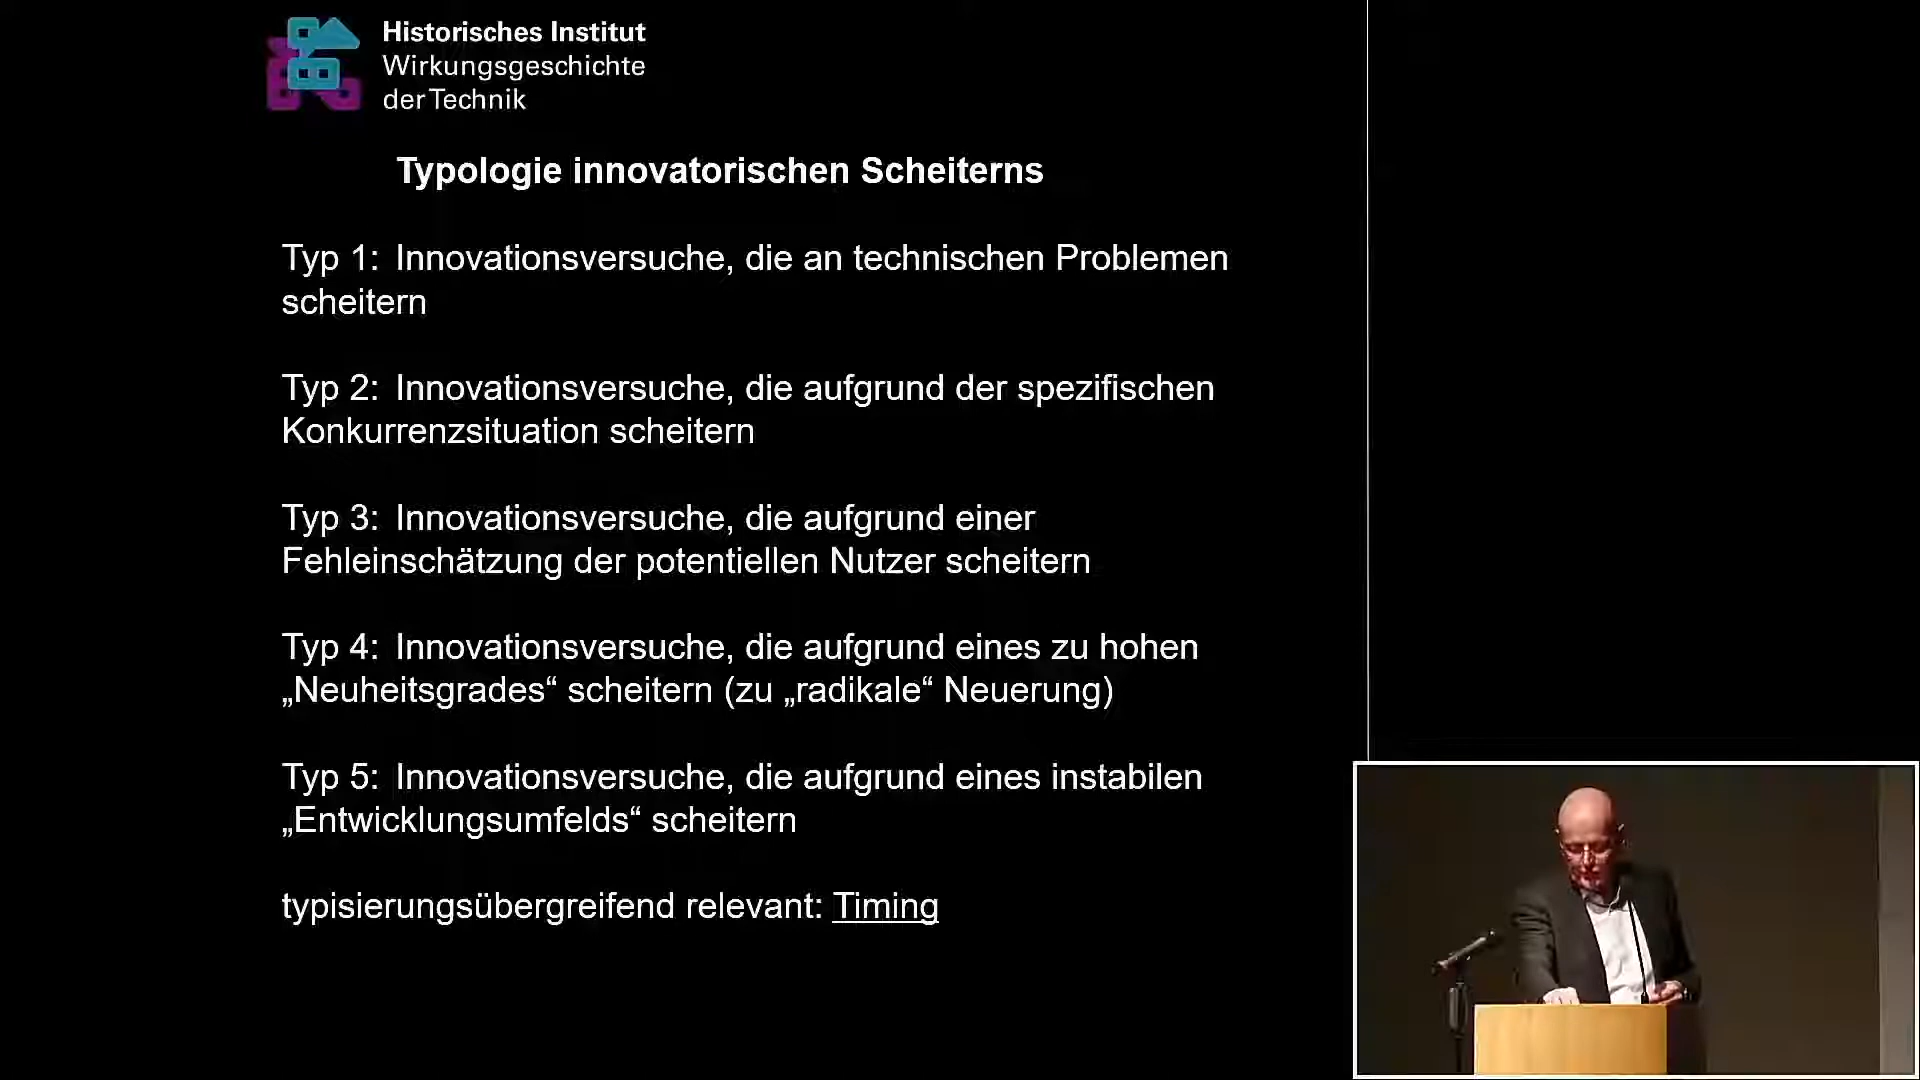 Historisches Institut
Wirkungsgeschichte
der Technik
Typologie innovatorischen Scheiterns
Typ 1: Innovationsversuche, die an technischen Problemen
scheitern
Typ 2: Innovationsversuche, die aufgrund der spezifischen
Konkurrenzsituation scheitern
Typ 3: Innovationsversuche, die aufgrund einer
Fehleinschätzung der potentiellen Nutzer scheitern
Typ 4: Innovationsversuche, die aufgrund eines zu hohen
„Neuheitsgrades“ scheitern (zu „radikale“ Neuerung)
Typ 5: Innovationsversuche, die aufgrund eines instabilen
„Entwicklungsumfelds“ scheitern
typisierungsübergreifend relevant: Timing